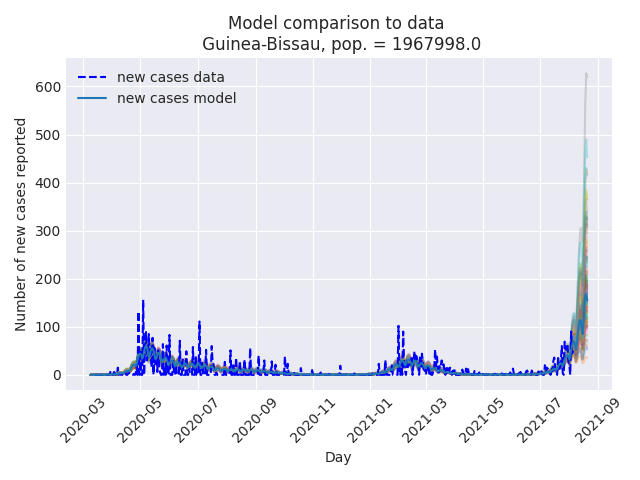 Model comparison to data
Guinea-Bissau, pop. = 1967998.0
new cases data
new cases model
Number of new cases reported
600
500
400
300
200
100
0
2020-03
2020-05
2020-07
2020-09
2020-11
2021-01
2021-03
2021-05
2021-07
2021-09
Day